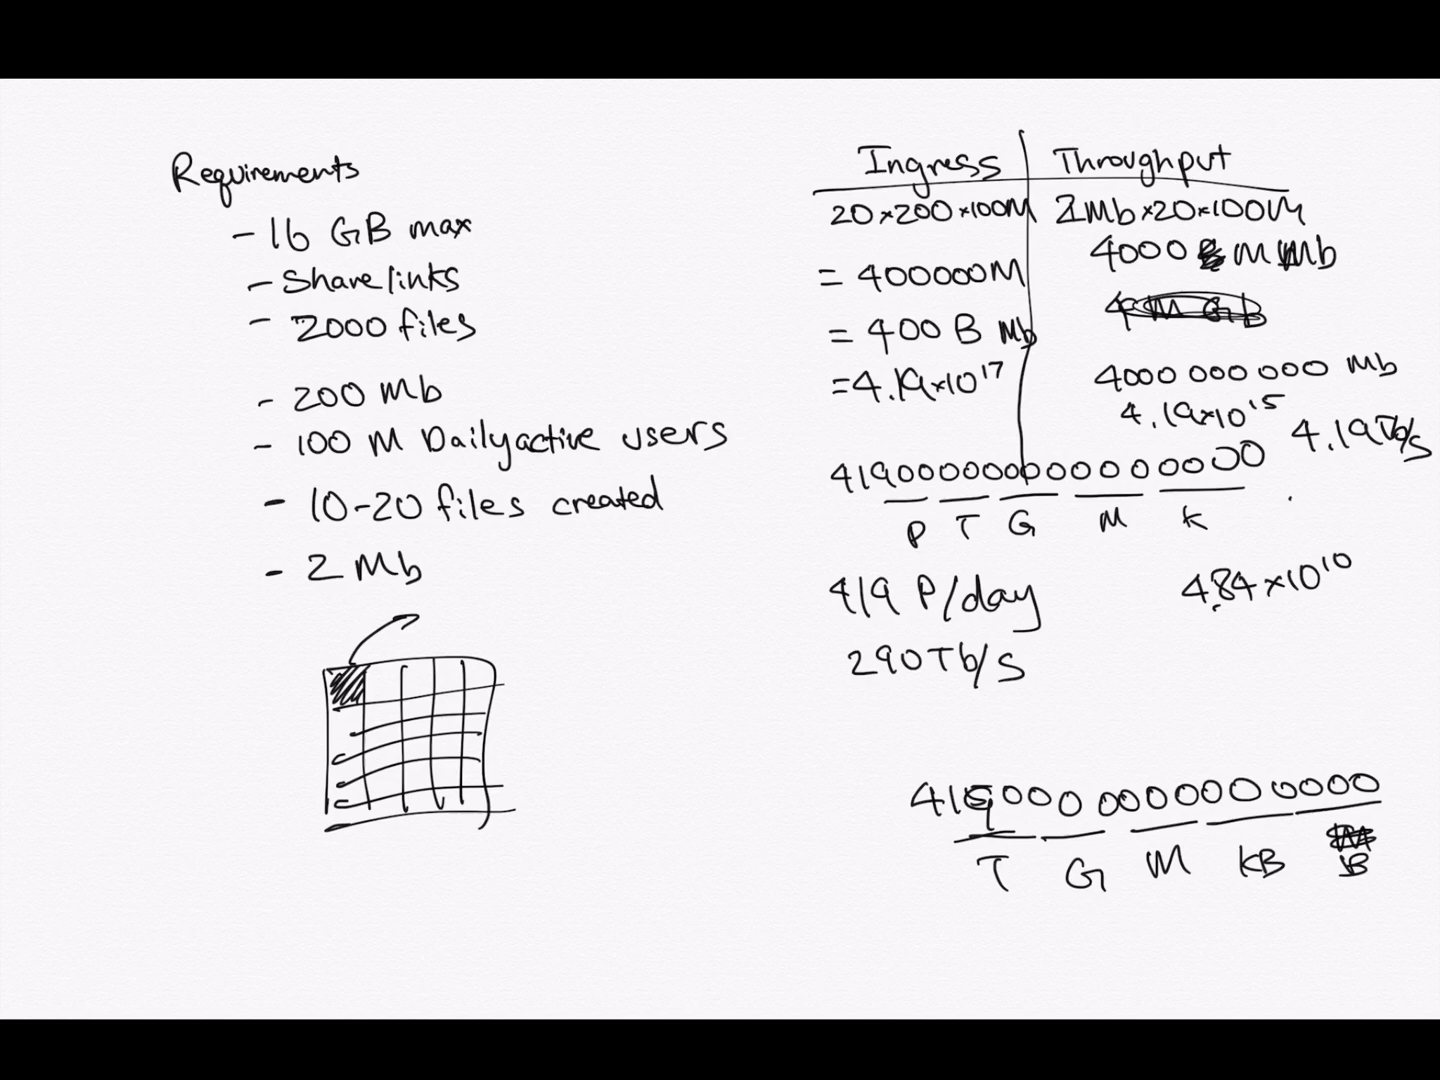 Requirements
- 16 GB max
- Share links
- 2000 files
- 200 Mb
- 100 M Daily active users
- 10-20 files created
- 2 Mb
Ingress Throughput
20 x 200 x 100M
= 400000M
= 400 B Mb
= 4.19 x 10^17
2Mb x 20 x 100M
4000 M Mb
4000 000 000 Mb
4.19 x 10^15
4.19Tb/s
419000000000000000
P T G M K
419 P/day
290Tb/s
4.84 x 10^10
419000000000000
T G M KB B